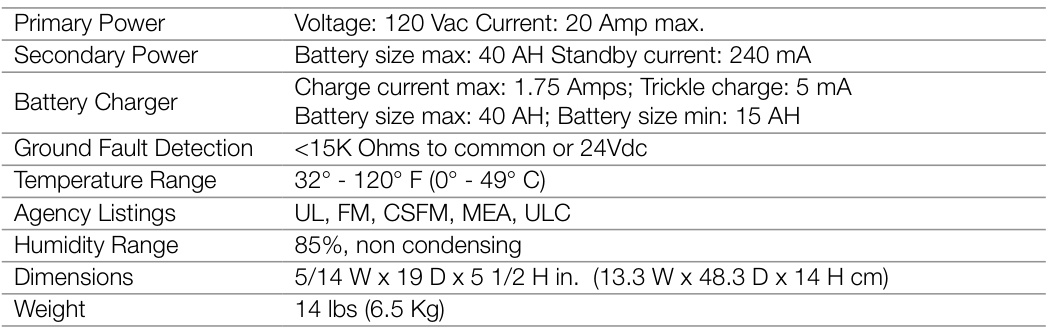 Primary Power Voltage: 120 Vac Current: 20 Amp max.
Secondary Power Battery size max: 40 AH Standby current: 240 mA
Battery Charger Charge current max: 1.75 Amps; Trickle charge: 5 mA
Battery size max: 40 AH; Battery size min: 15 AH
Ground Fault Detection <15K Ohms to common or 24Vdc
Temperature Range 32° - 120° F (0° - 49° C)
Agency Listings UL, FM, CSFM, MEA, ULC
Humidity Range 85%, non condensing
Dimensions 5/14 W x 19 D x 5 1/2 H in. (13.3 W x 48.3 D x 14 H cm)
Weight 14 lbs (6.5 Kg)